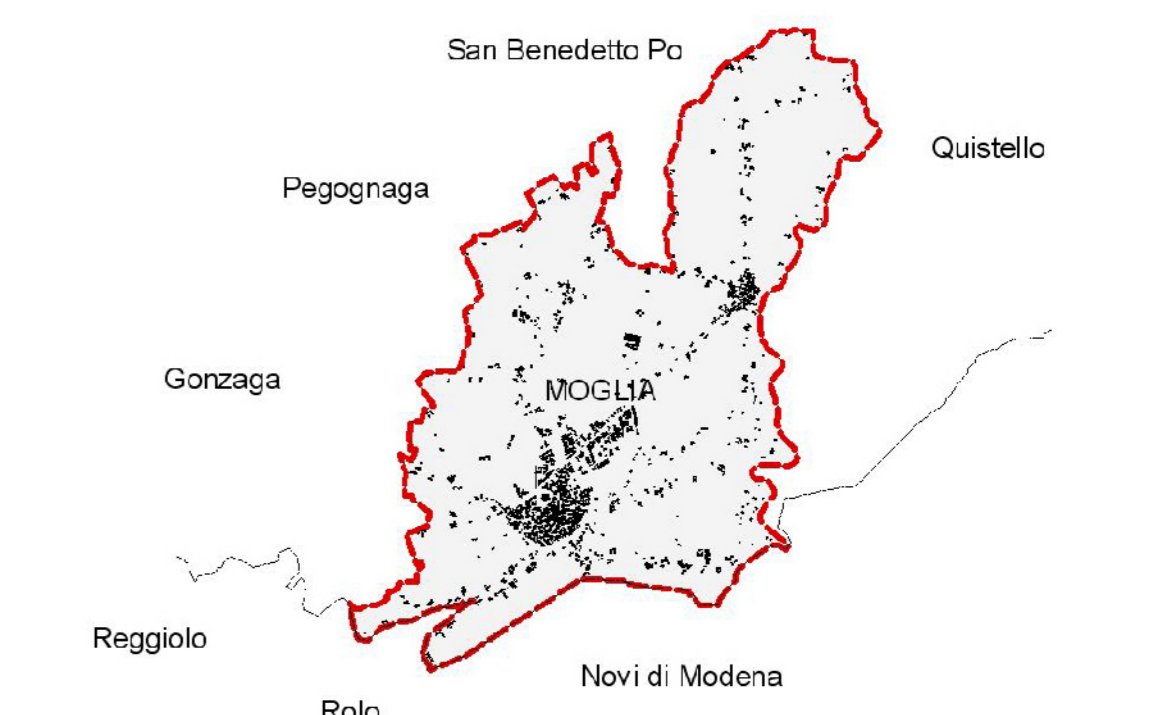 San Benedetto Po
Quistello
Pegognaga
Gonzaga
MOGLIA
Reggiolo
Novi di Modena
Rolo